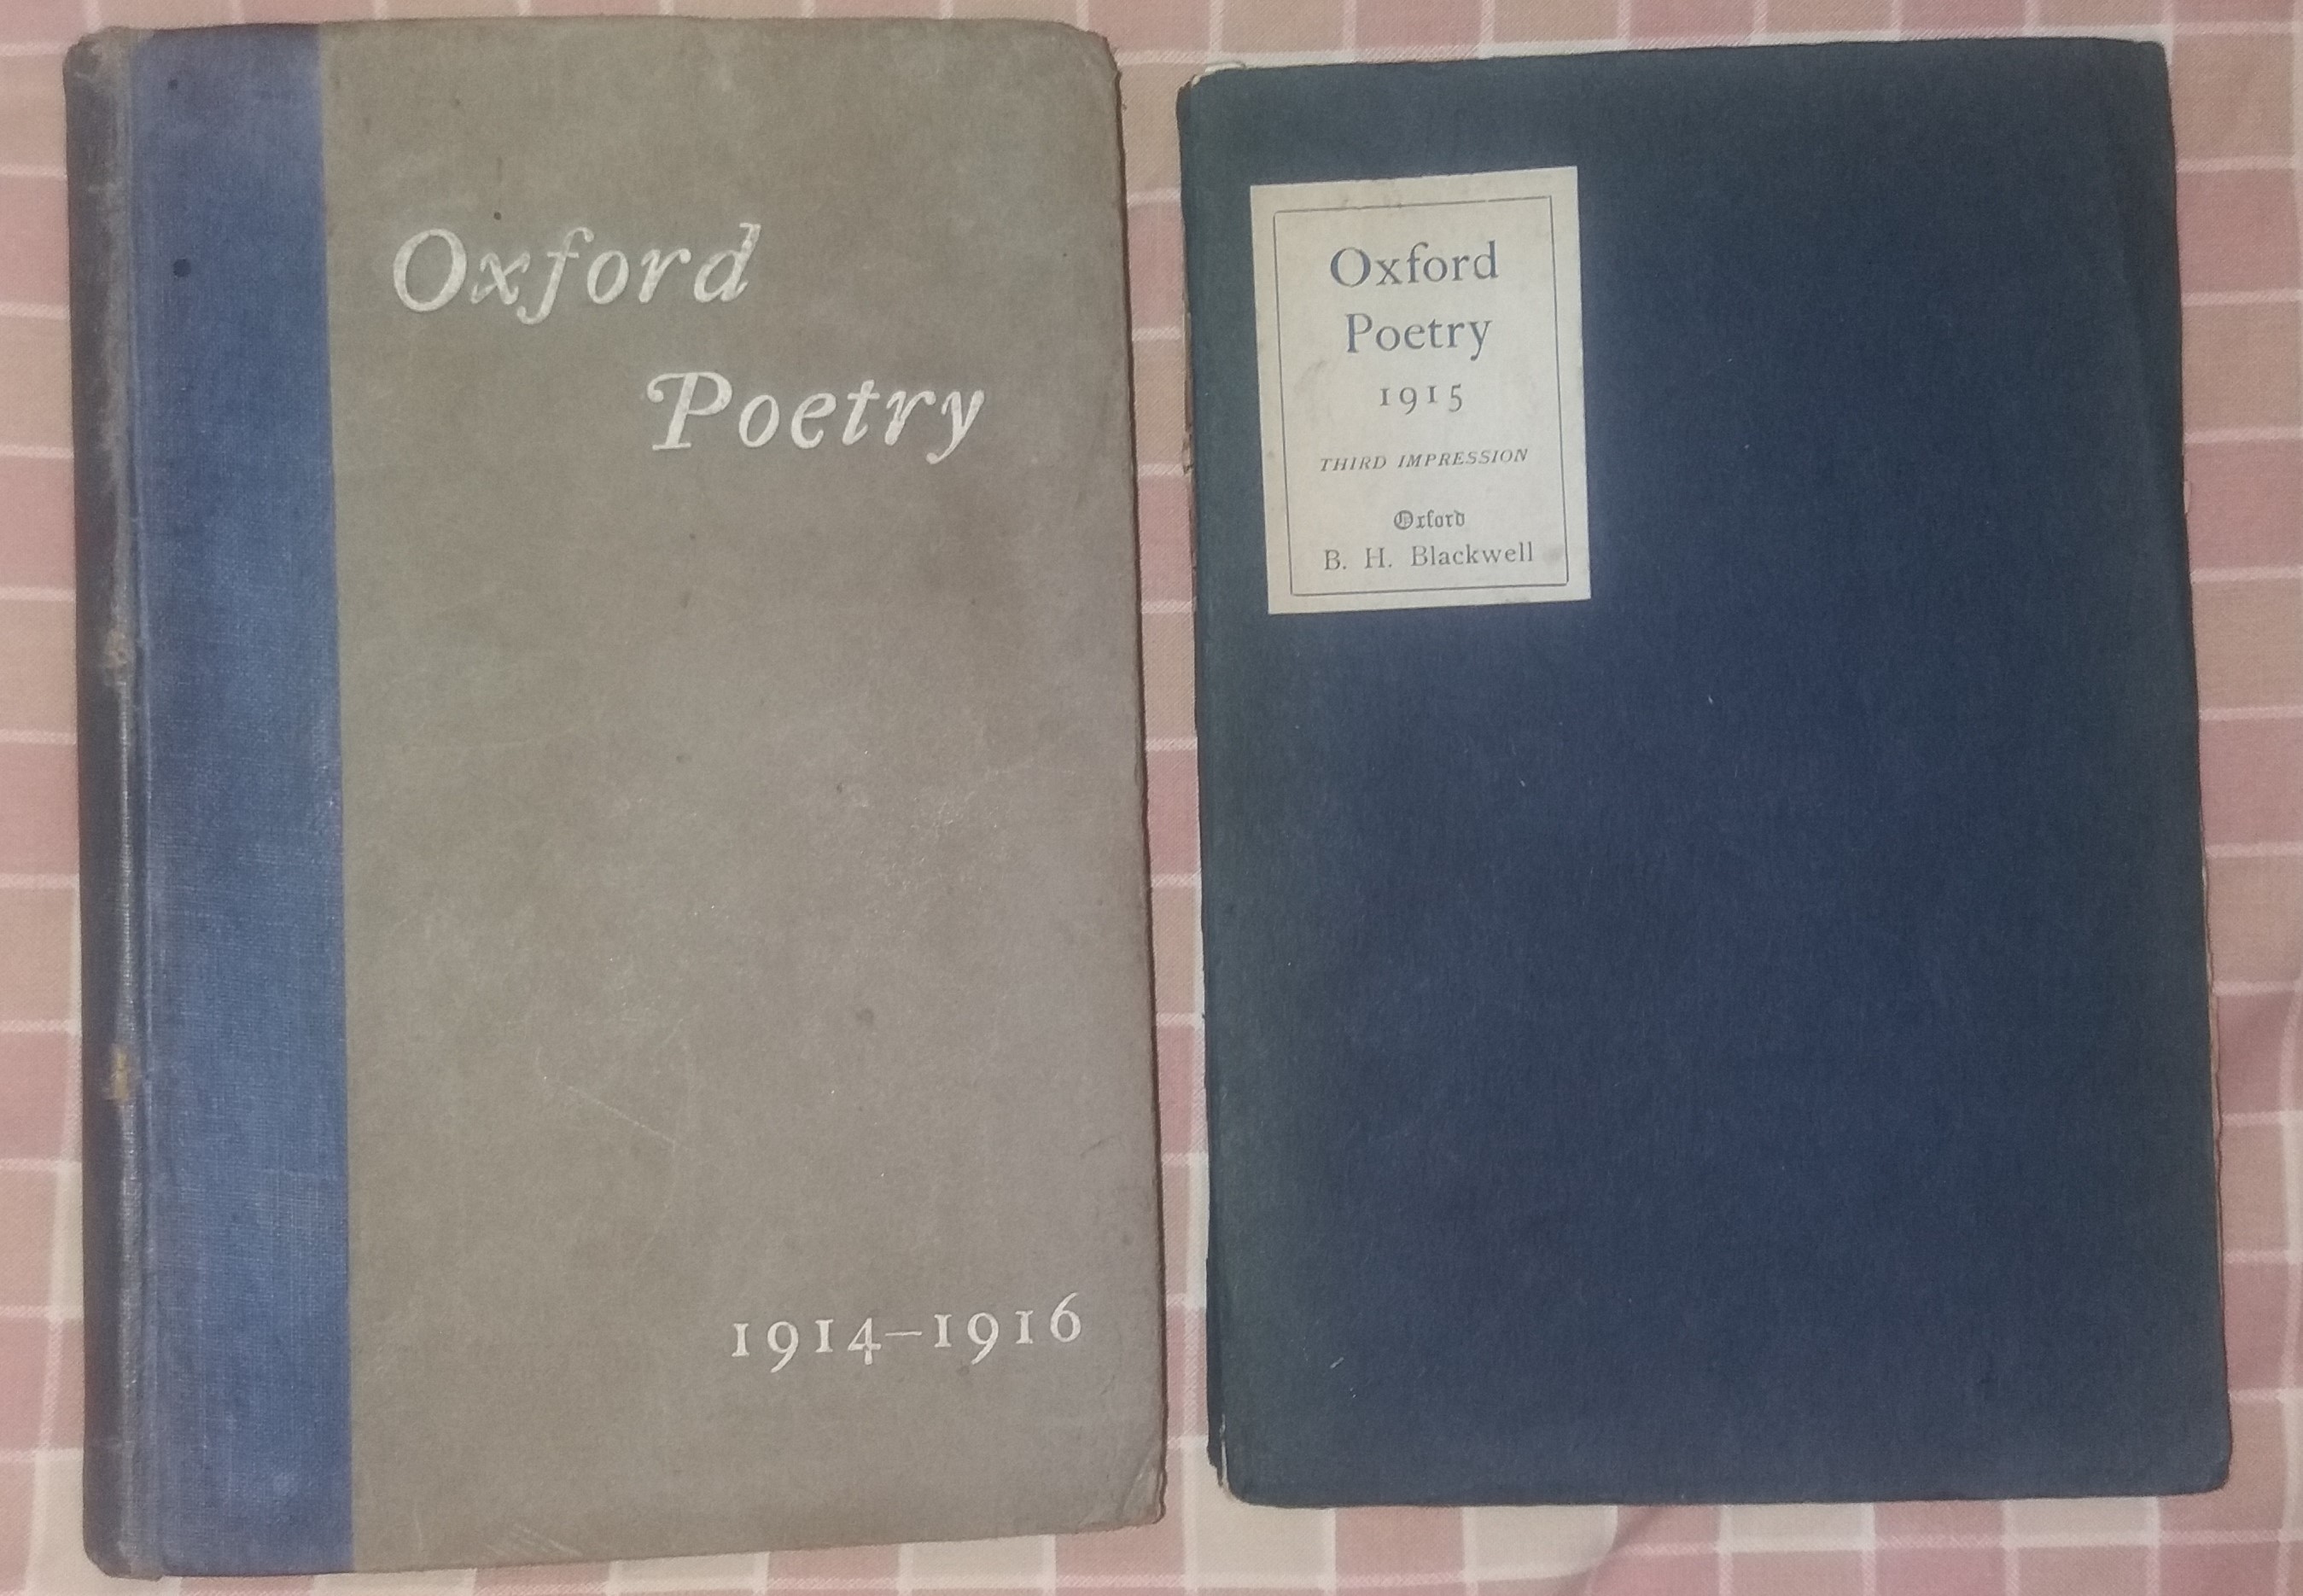 Oxford
Poetry
1914–1916
Oxford
Poetry
1915
THIRD IMPRESSION
Oxford
B. H. Blackwell